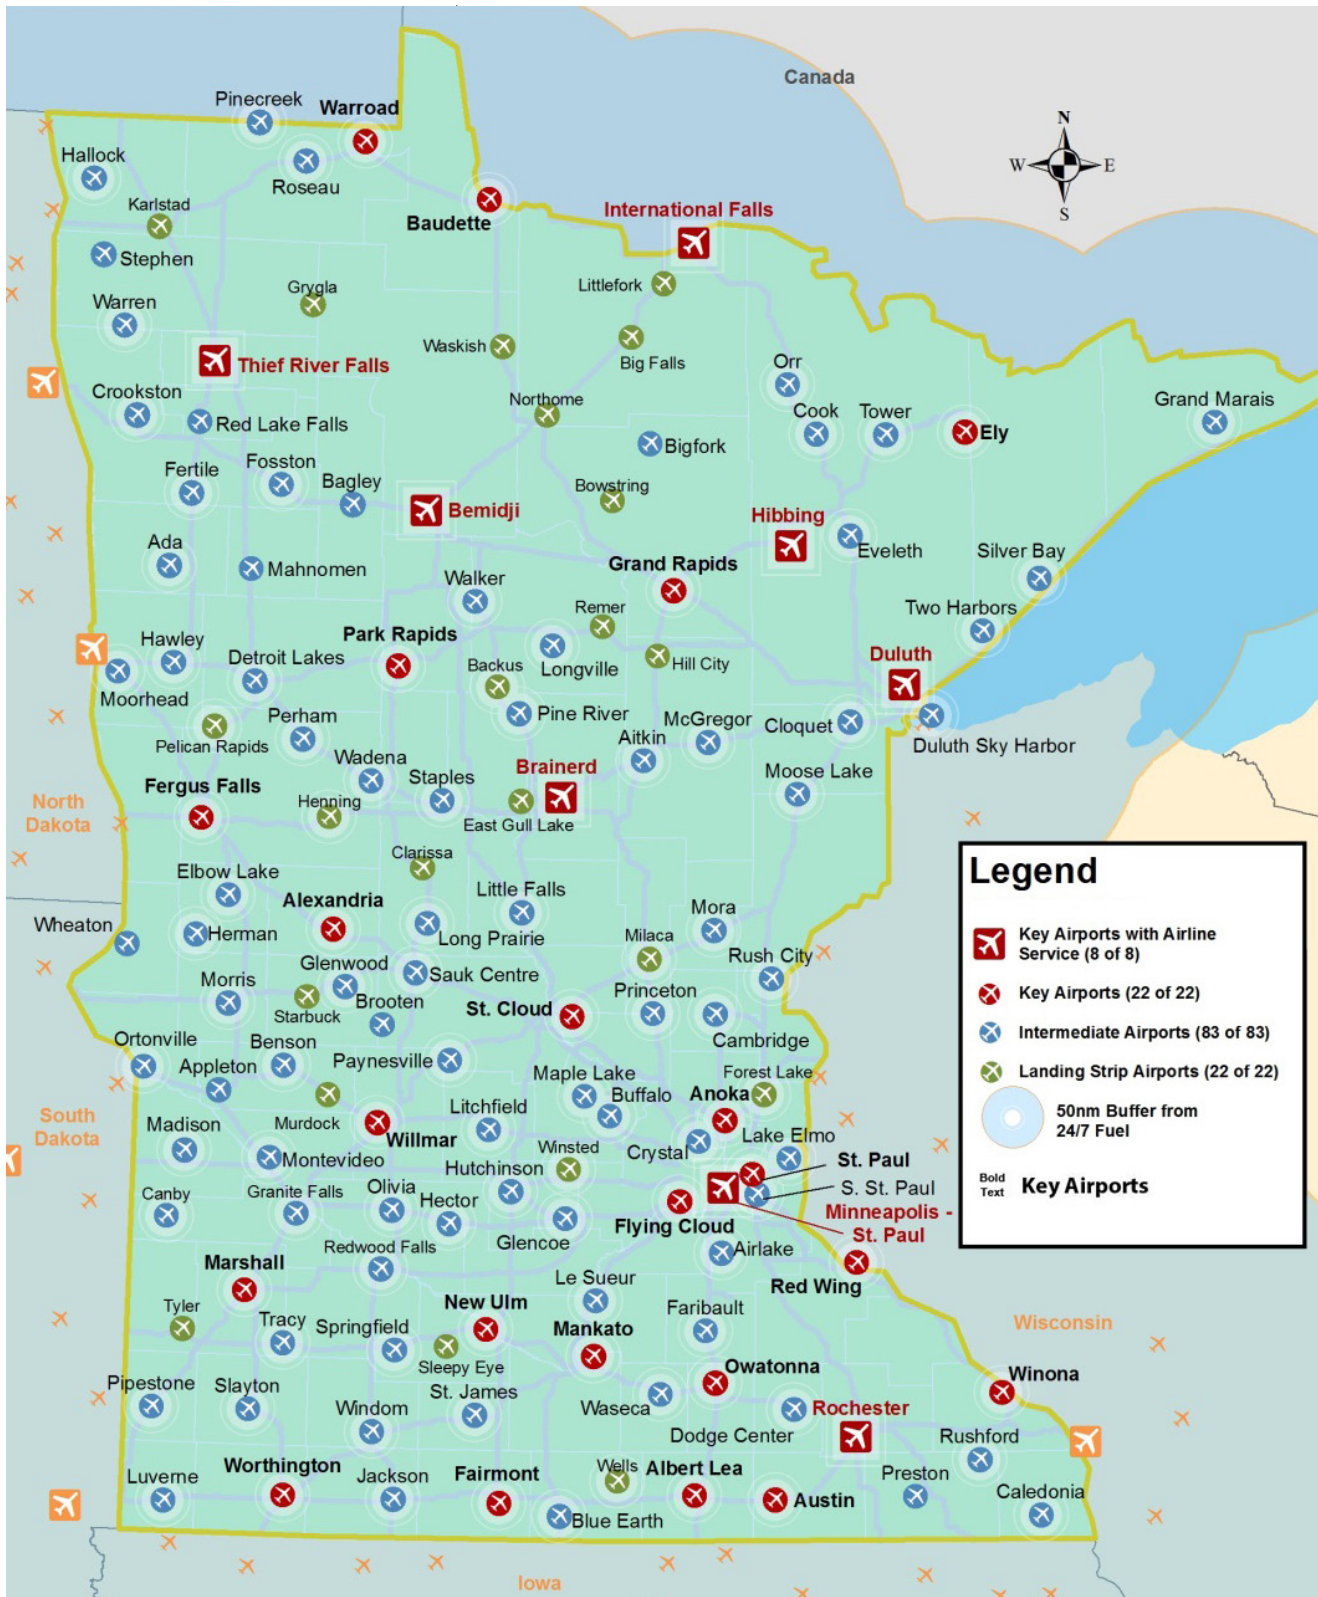 Canada
Pinecreek
Warroad
N
W
E
S
Hallock
Roseau
Karlstad
Baudette
International Falls
Stephen
Grygla
Littlefork
Warren
Waskish
Big Falls
Thief River Falls
Orr
Crookston
Northome
Cook
Tower
Grand Marais
Red Lake Falls
Ely
Bigfork
Fertile
Fosston
Bagley
Bowstring
Bemidji
Hibbing
Ada
Eveleth
Silver Bay
Mahnomen
Walker
Grand Rapids
Remer
Two Harbors
Hawley
Park Rapids
Detroit Lakes
Longville
Hill City
Duluth
Backus
Moorhead
Pine River
McGregor
Cloquet
Perham
Pelican Rapids
Aitkin
Duluth Sky Harbor
Wadena
Staples
Brainerd
Moose Lake
Fergus Falls
Henning
North
Dakota
East Gull Lake
Clarissa
Elbow Lake
Little Falls
Alexandria
Mora
Wheaton
Herman
Long Prairie
Milaca
Rush City
Glenwood
Sauk Centre
Morris
Princeton
Brooten
St. Cloud
Starbuck
Cambridge
Ortonville
Benson
Paynesville
Appleton
Maple Lake
Forest Lake
Buffalo
Anoka
South
Dakota
Madison
Murdock
Litchfield
Willmar
Lake Elmo
Crystal
Winsted
Montevideo
Hutchinson
St. Paul
Canby
Granite Falls
Olivia
S. St. Paul
Hector
Minneapolis -
St. Paul
Flying Cloud
Glencoe
Redwood Falls
Airlake
Marshall
Red Wing
Le Sueur
Tyler
New Ulm
Faribault
Tracy
Springfield
Mankato
Wisconsin
Sleepy Eye
Owatonna
Winona
Pipestone
Slayton
St. James
Waseca
Rochester
Windom
Dodge Center
Rushford
Worthington
Wells
Albert Lea
Luverne
Jackson
Fairmont
Preston
Caledonia
Austin
Blue Earth
Iowa
Legend
Key Airports with Airline
Service (8 of 8)
Key Airports (22 of 22)
Intermediate Airports (83 of 83)
Landing Strip Airports (22 of 22)
50nm Buffer from
24/7 Fuel
Bold
Text
Key Airports